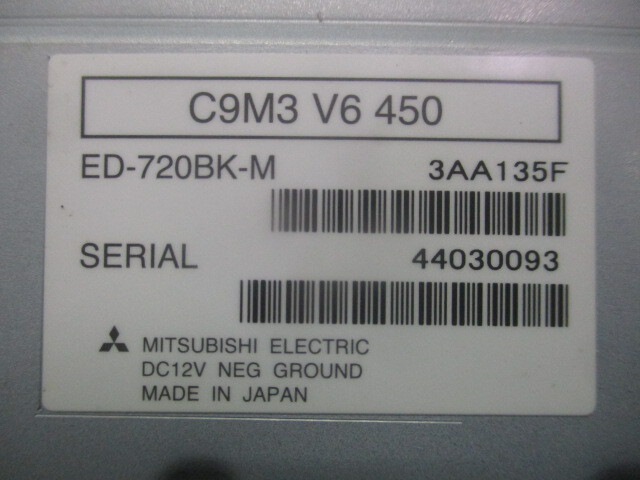 C9M3 V6 450
ED-720BK-M 3AA135F
SERIAL 44030093
MITSUBISHI ELECTRIC
DC12V NEG GROUND
MADE IN JAPAN